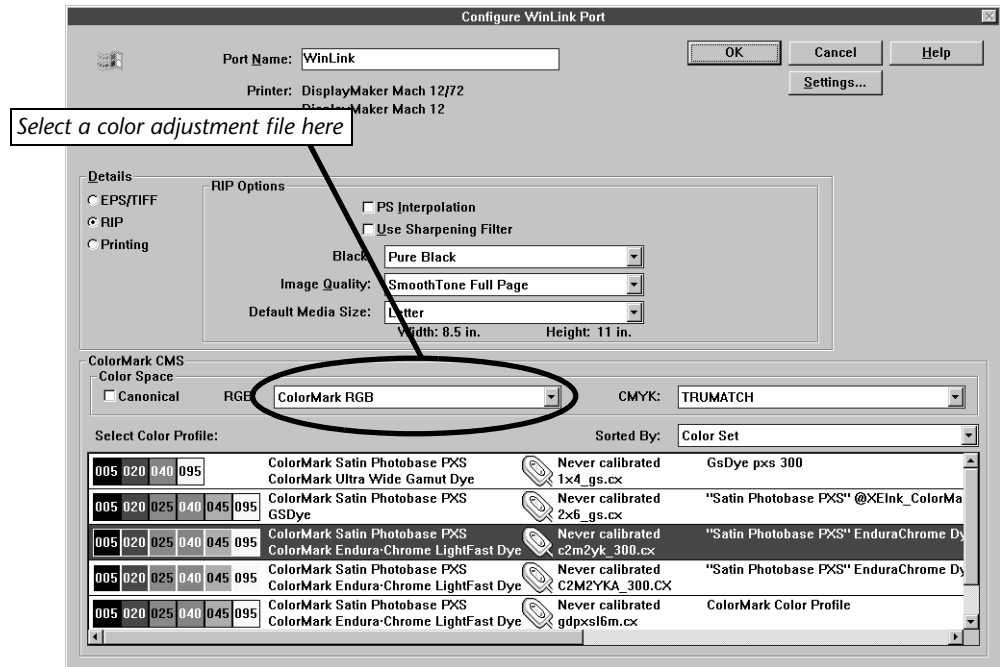 Configure WinLink Port
Port Name: WinLink
OK Cancel Help
Settings...
Printer: DisplayMaker Mach 12/72
DisplayMaker Mach 12
Select a color adjustment file here
Details
EPS/TIFF
RIP
Printing
RIP Options
PS Interpolation
Use Sharpening Filter
Black Pure Black
Image Quality: SmoothTone Full Page
Default Media Size: Letter
Width: 8.5 in. Height: 11 in.
ColorMark CMS
Color Space
Canonical RGB ColorMark RGB CMYK: TRUMATCH
Select Color Profile: Sorted By: Color Set
005 020 040 095 ColorMark Satin Photobase PXS Never calibrated GsDye pxs 300
ColorMark Ultra Wide Gamut Dye 1x4_gs.cx
005 020 025 040 045 095 ColorMark Satin Photobase PXS Never calibrated "Satin Photobase PXS" @XEInk_ColorMa
GSDye 2x6_gs.cx
005 020 025 040 045 095 ColorMark Satin Photobase PXS Never calibrated "Satin Photobase PXS" EnduraChrome Dy
ColorMark Endura·Chrome LightFast Dye c2m2yk_300.cx
005 020 025 040 045 095 ColorMark Satin Photobase PXS Never calibrated "Satin Photobase PXS" EnduraChrome Dy
ColorMark Endura·Chrome LightFast Dye C2M2YKA_300.CX
005 020 025 040 045 095 ColorMark Satin Photobase PXS Never calibrated ColorMark Color Profile
ColorMark Endura·Chrome LightFast Dye gdpxsl6m.cx